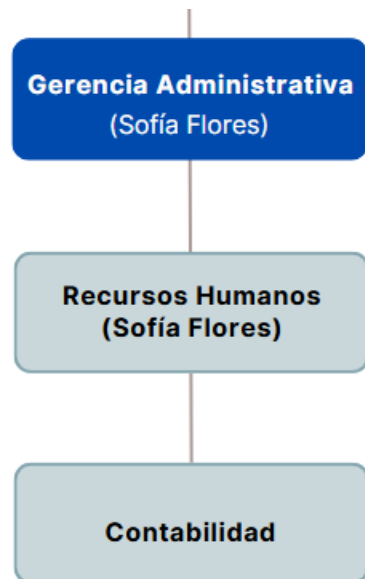 Gerencia Administrativa
(Sofía Flores)
Recursos Humanos
(Sofía Flores)
Contabilidad